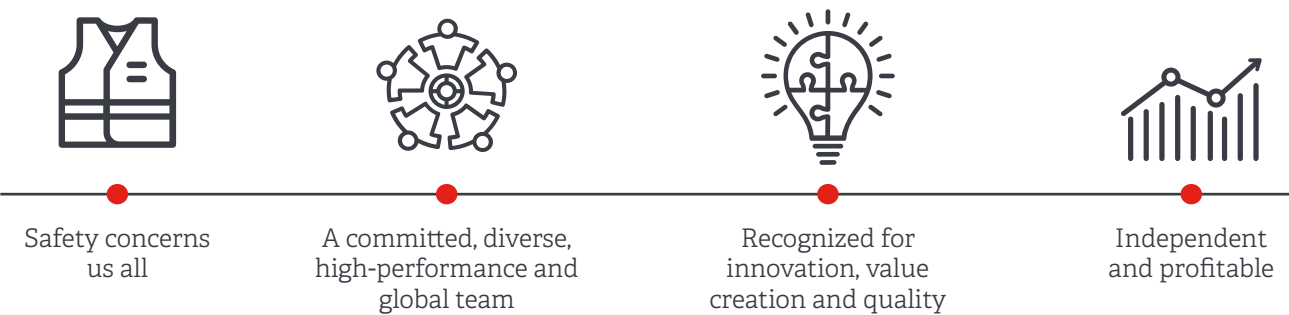 Safety concerns
us all
A committed, diverse,
high-performance and
global team
Recognized for
innovation, value
creation and quality
Independent
and profitable